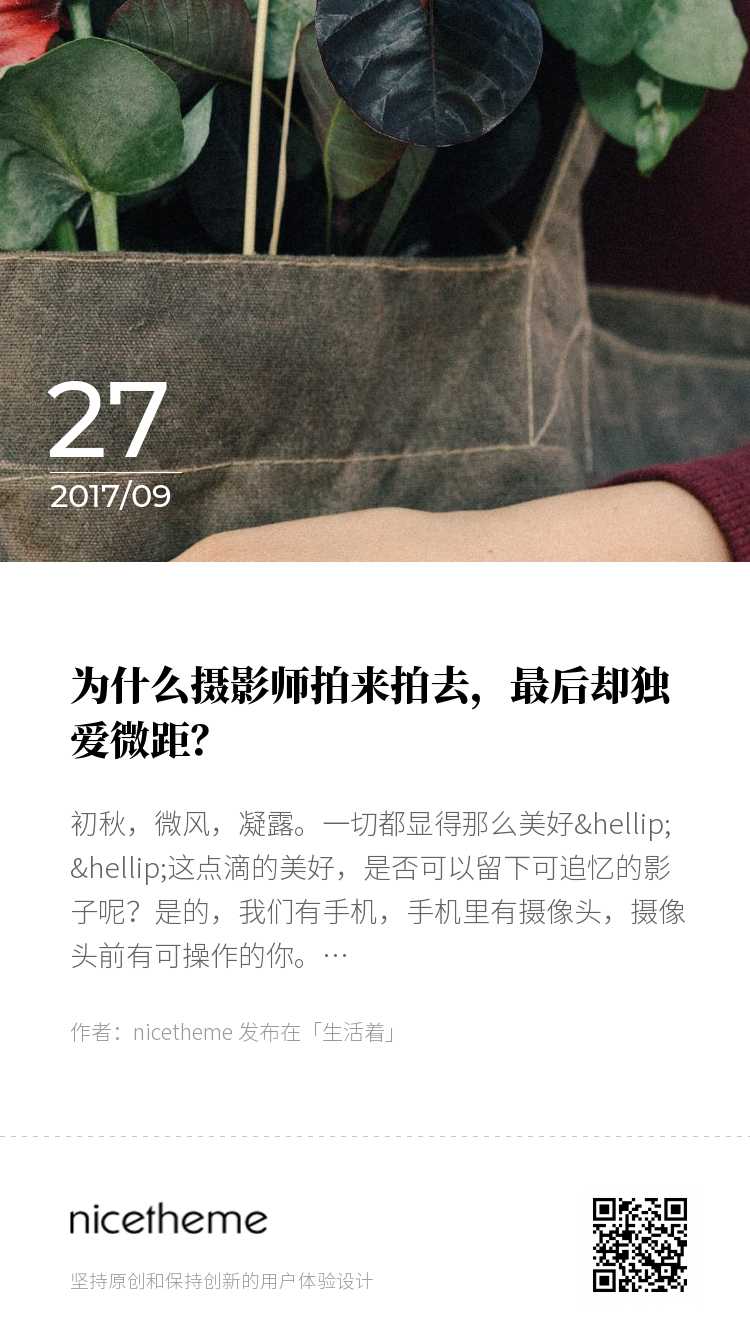 27
2017/09
为什么摄影师拍来拍去，最后却独
爱微距？
初秋，微风，凝露。一切都显得那么美好&hellip;
&hellip;这点滴的美好，是否可以留下可追忆的影
子呢？是的，我们有手机，手机里有摄像头，摄像
头前有可操作的你。…
作者：nicetheme 发布在「生活着」
nicetheme
坚持原创和保持创新的用户体验设计